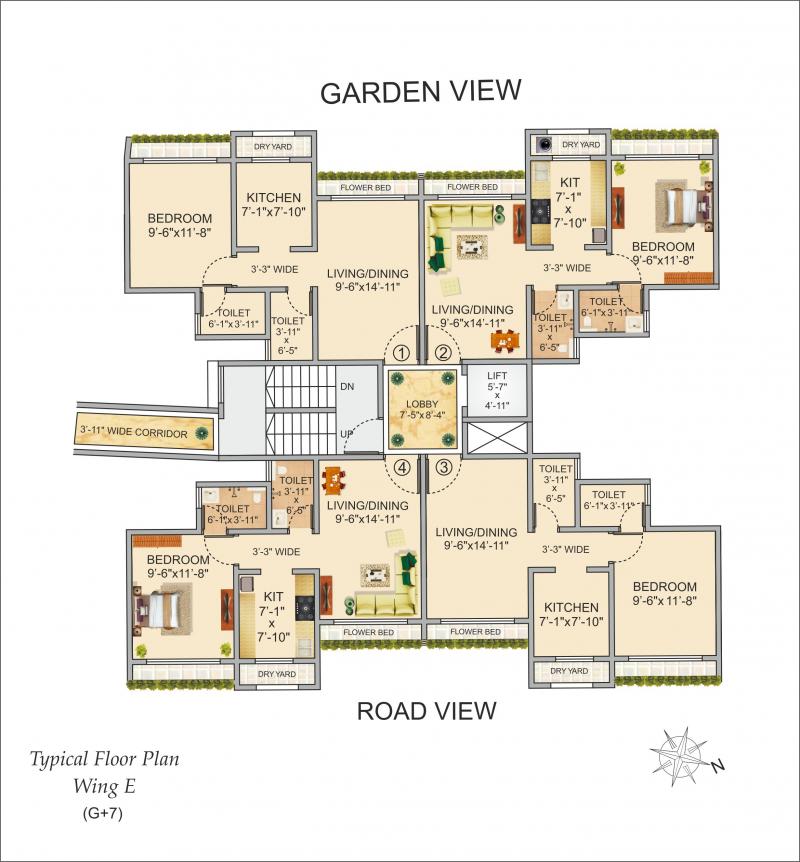 GARDEN VIEW
DRY YARD
DRY YARD
KITCHEN
7'-1"x7'-10"
FLOWER BED
FLOWER BED
KIT
7'-1"
x
7'-10"
BEDROOM
9'-6"x11'-8"
BEDROOM
9'-6"x11'-8"
3'-3" WIDE
LIVING/DINING
9'-6"x14'-11"
3'-3" WIDE
TOILET
6'-1"x3'-11"
TOILET
3'-11"
x
6'-5"
LIVING/DINING
9'-6"x14'-11"
TOILET
3'-11"
x
6'-5"
TOILET
6'-1"x3'-11"
1
2
DN
LOBBY
7'-5"x8'-4"
LIFT
5'-7"
x
4'-11"
3'-11" WIDE CORRIDOR
UP
4
3
TOILET
6'-1"x3'-11"
TOILET
3'-11"
x
6'-5"
LIVING/DINING
9'-6"x14'-11"
TOILET
3'-11"
x
6'-5"
TOILET
6'-1"x3'-11"
LIVING/DINING
9'-6"x14'-11"
BEDROOM
9'-6"x11'-8"
3'-3" WIDE
3'-3" WIDE
KIT
7'-1"
x
7'-10"
KITCHEN
7'-1"x7'-10"
BEDROOM
9'-6"x11'-8"
FLOWER BED
FLOWER BED
DRY YARD
DRY YARD
ROAD VIEW
Typical Floor Plan
Wing E
(G+7)
N